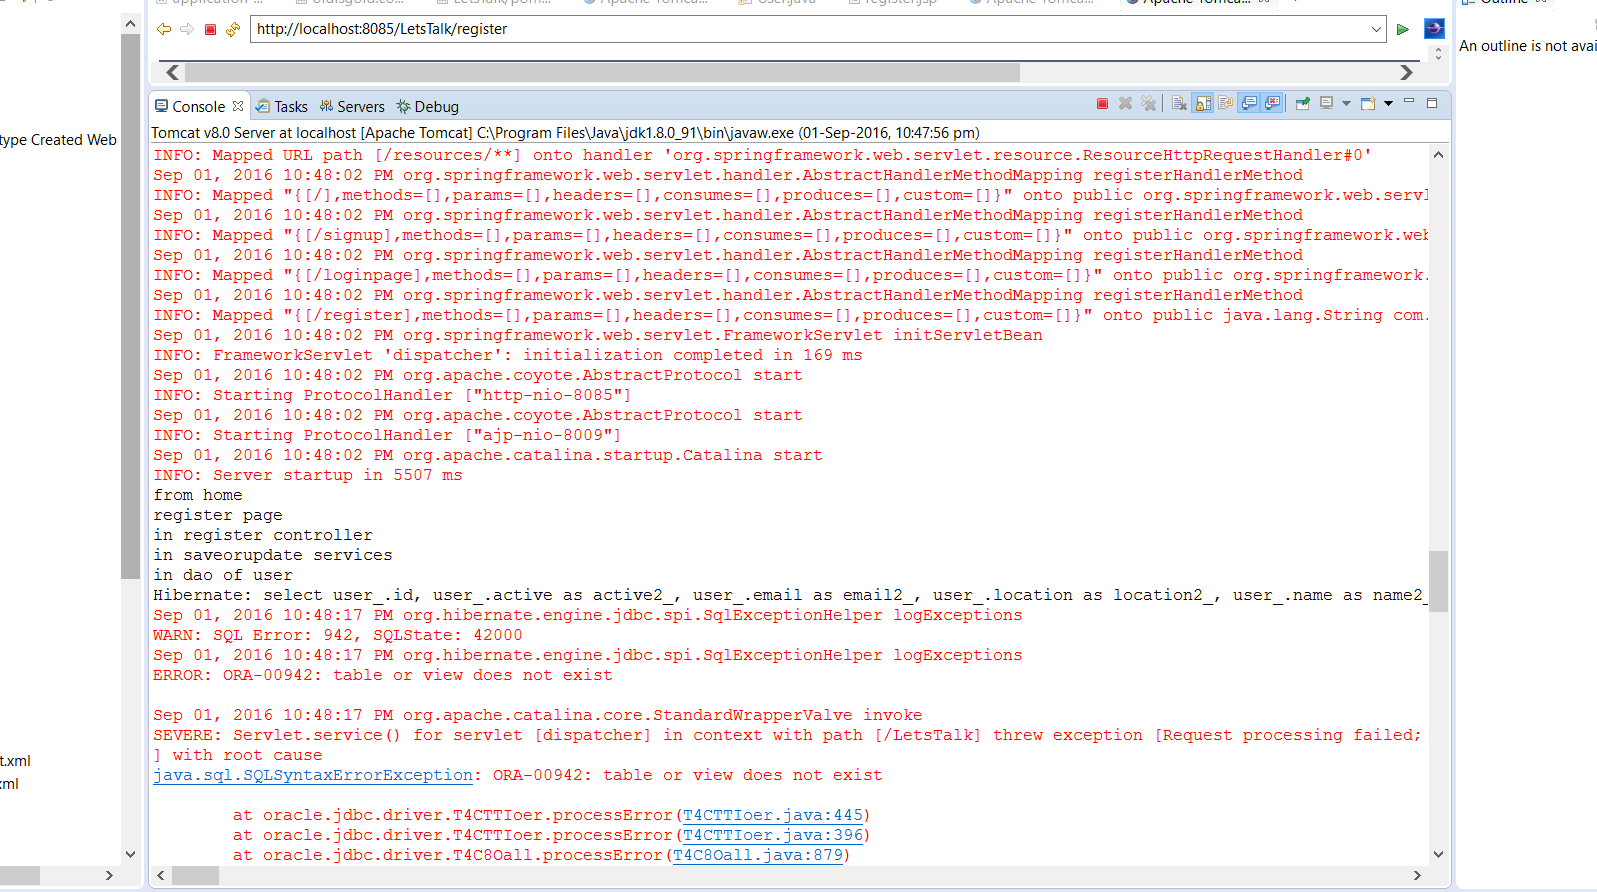 http://localhost:8085/LetsTalk/register
An outline is not avai
Console Tasks Servers Debug
Tomcat v8.0 Server at localhost [Apache Tomcat] C:\Program Files\Java\jdk1.8.0_91\bin\javaw.exe (01-Sep-2016, 10:47:56 pm)
type Created Web
INFO: Mapped URL path [/resources/**] onto handler 'org.springframework.web.servlet.resource.ResourceHttpRequestHandler#0'
Sep 01, 2016 10:48:02 PM org.springframework.web.servlet.handler.AbstractHandlerMethodMapping registerHandlerMethod
INFO: Mapped "{[/],methods=[],params=[],headers=[],consumes=[],produces=[],custom=[]}" onto public org.springframework.web.servl
Sep 01, 2016 10:48:02 PM org.springframework.web.servlet.handler.AbstractHandlerMethodMapping registerHandlerMethod
INFO: Mapped "{[/signup],methods=[],params=[],headers=[],consumes=[],produces=[],custom=[]}" onto public org.springframework.web
Sep 01, 2016 10:48:02 PM org.springframework.web.servlet.handler.AbstractHandlerMethodMapping registerHandlerMethod
INFO: Mapped "{[/loginpage],methods=[],params=[],headers=[],consumes=[],produces=[],custom=[]}" onto public org.springframework.
Sep 01, 2016 10:48:02 PM org.springframework.web.servlet.handler.AbstractHandlerMethodMapping registerHandlerMethod
INFO: Mapped "{[/register],methods=[],params=[],headers=[],consumes=[],produces=[],custom=[]}" onto public java.lang.String com.
Sep 01, 2016 10:48:02 PM org.springframework.web.servlet.FrameworkServlet initServletBean
INFO: FrameworkServlet 'dispatcher': initialization completed in 169 ms
Sep 01, 2016 10:48:02 PM org.apache.coyote.AbstractProtocol start
INFO: Starting ProtocolHandler ["http-nio-8085"]
Sep 01, 2016 10:48:02 PM org.apache.coyote.AbstractProtocol start
INFO: Starting ProtocolHandler ["ajp-nio-8009"]
Sep 01, 2016 10:48:02 PM org.apache.catalina.startup.Catalina start
INFO: Server startup in 5507 ms
from home
register page
in register controller
in saveorupdate services
in dao of user
Hibernate: select user_.id, user_.active as active2_, user_.email as email2_, user_.location as location2_, user_.name as name2_
Sep 01, 2016 10:48:17 PM org.hibernate.engine.jdbc.spi.SqlExceptionHelper logExceptions
WARN: SQL Error: 942, SQLState: 42000
Sep 01, 2016 10:48:17 PM org.hibernate.engine.jdbc.spi.SqlExceptionHelper logExceptions
ERROR: ORA-00942: table or view does not exist
Sep 01, 2016 10:48:17 PM org.apache.catalina.core.StandardWrapperValve invoke
SEVERE: Servlet.service() for servlet [dispatcher] in context with path [/LetsTalk] threw exception [Request processing failed;
] with root cause
java.sql.SQLSyntaxErrorException: ORA-00942: table or view does not exist
at oracle.jdbc.driver.T4CTTIoer.processError(T4CTTIoer.java:445)
at oracle.jdbc.driver.T4CTTIoer.processError(T4CTTIoer.java:396)
at oracle.jdbc.driver.T4C8Oall.processError(T4C8Oall.java:879)
t.xml
xml